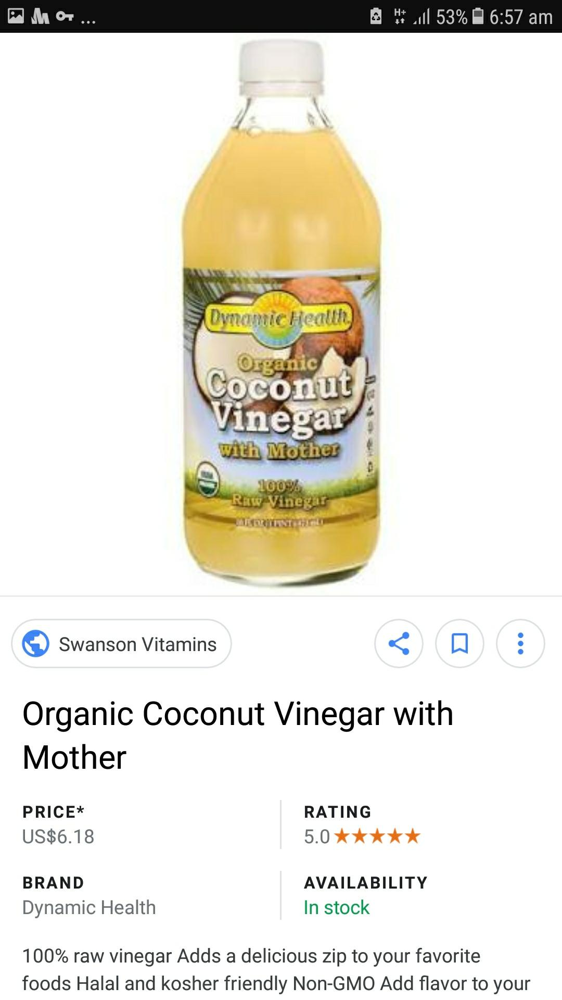 53% 6:57 am
H+
Dynamic Health
Organic
Coconut
Vinegar
with Mother
USDA
100%
Raw Vinegar
Swanson Vitamins
Organic Coconut Vinegar with
Mother
PRICE*
US$6.18
RATING
5.0
BRAND
Dynamic Health
AVAILABILITY
In stock
100% raw vinegar Adds a delicious zip to your favorite
foods Halal and kosher friendly Non-GMO Add flavor to your